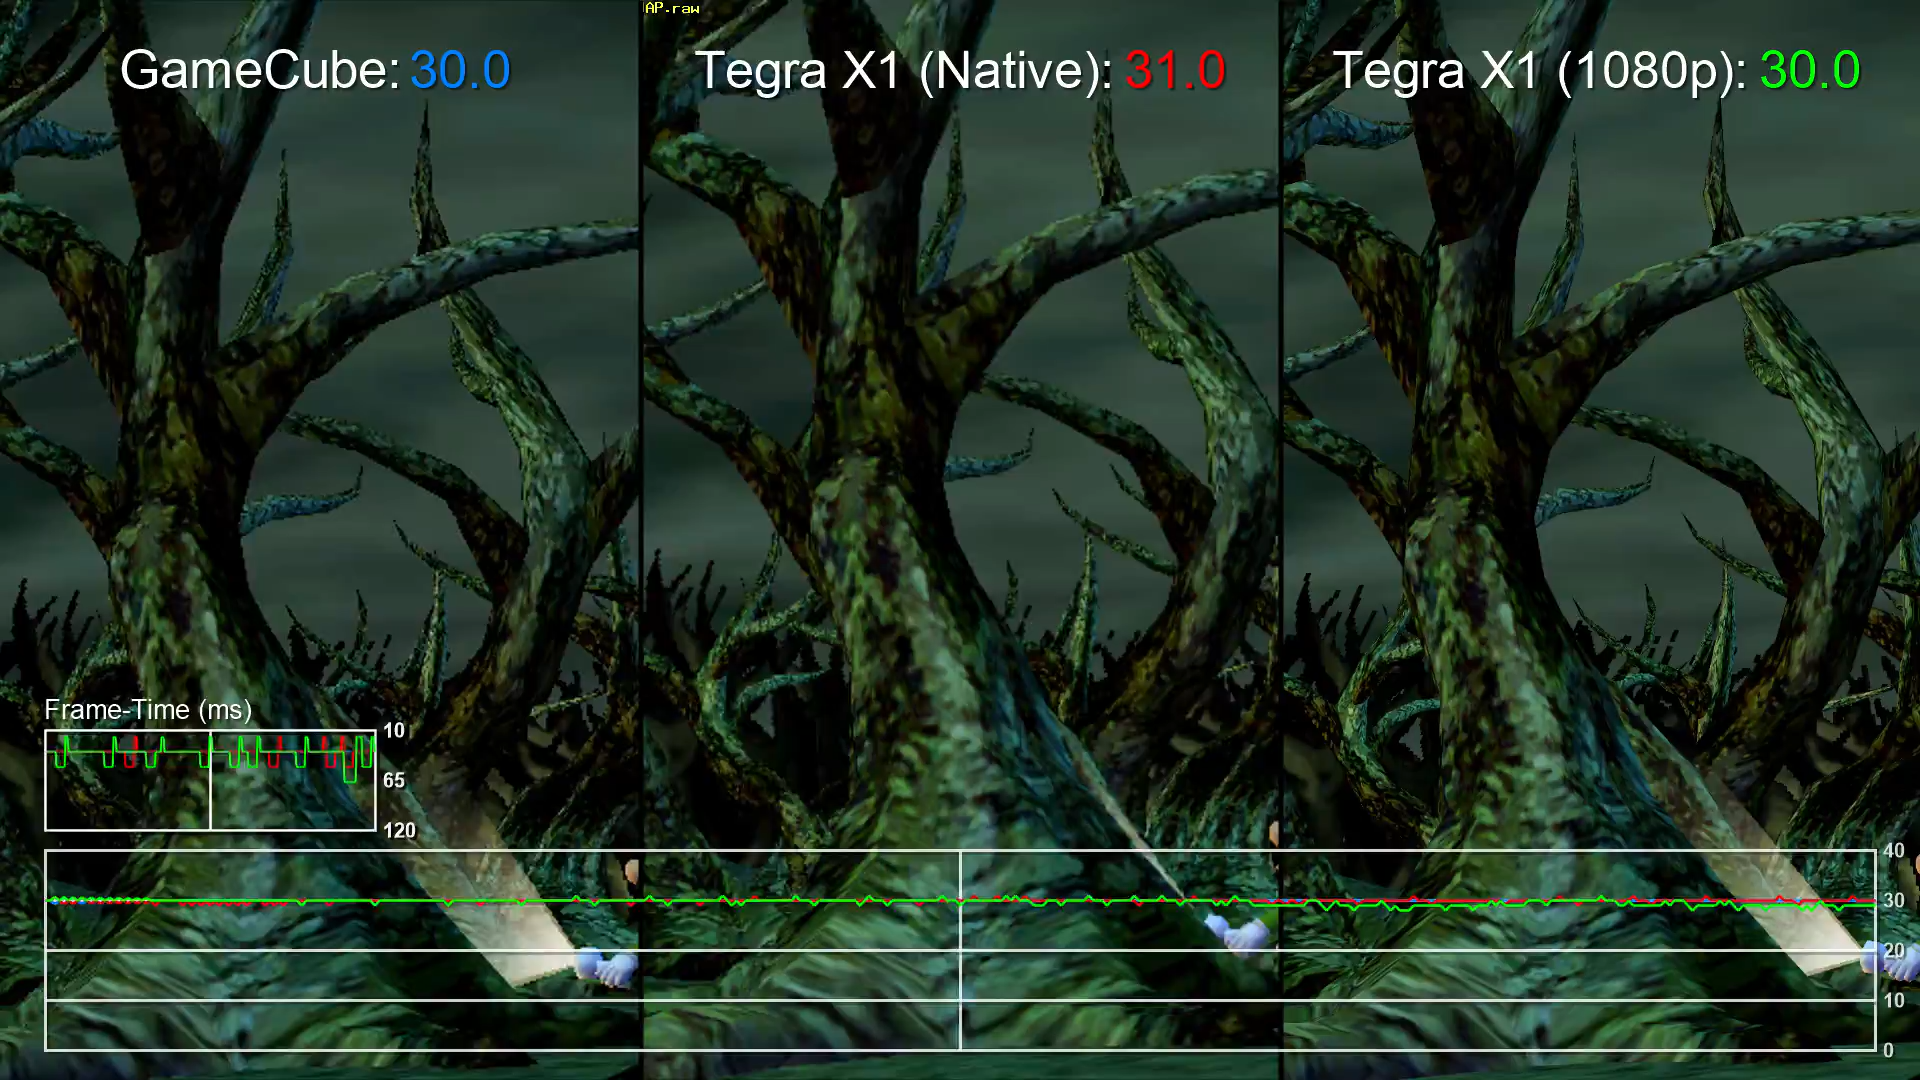 AP.raw
GameCube: 30.0
Tegra X1 (Native): 31.0
Tegra X1 (1080p): 30.0
Frame-Time (ms)
10
65
120
40
30
20
10
0